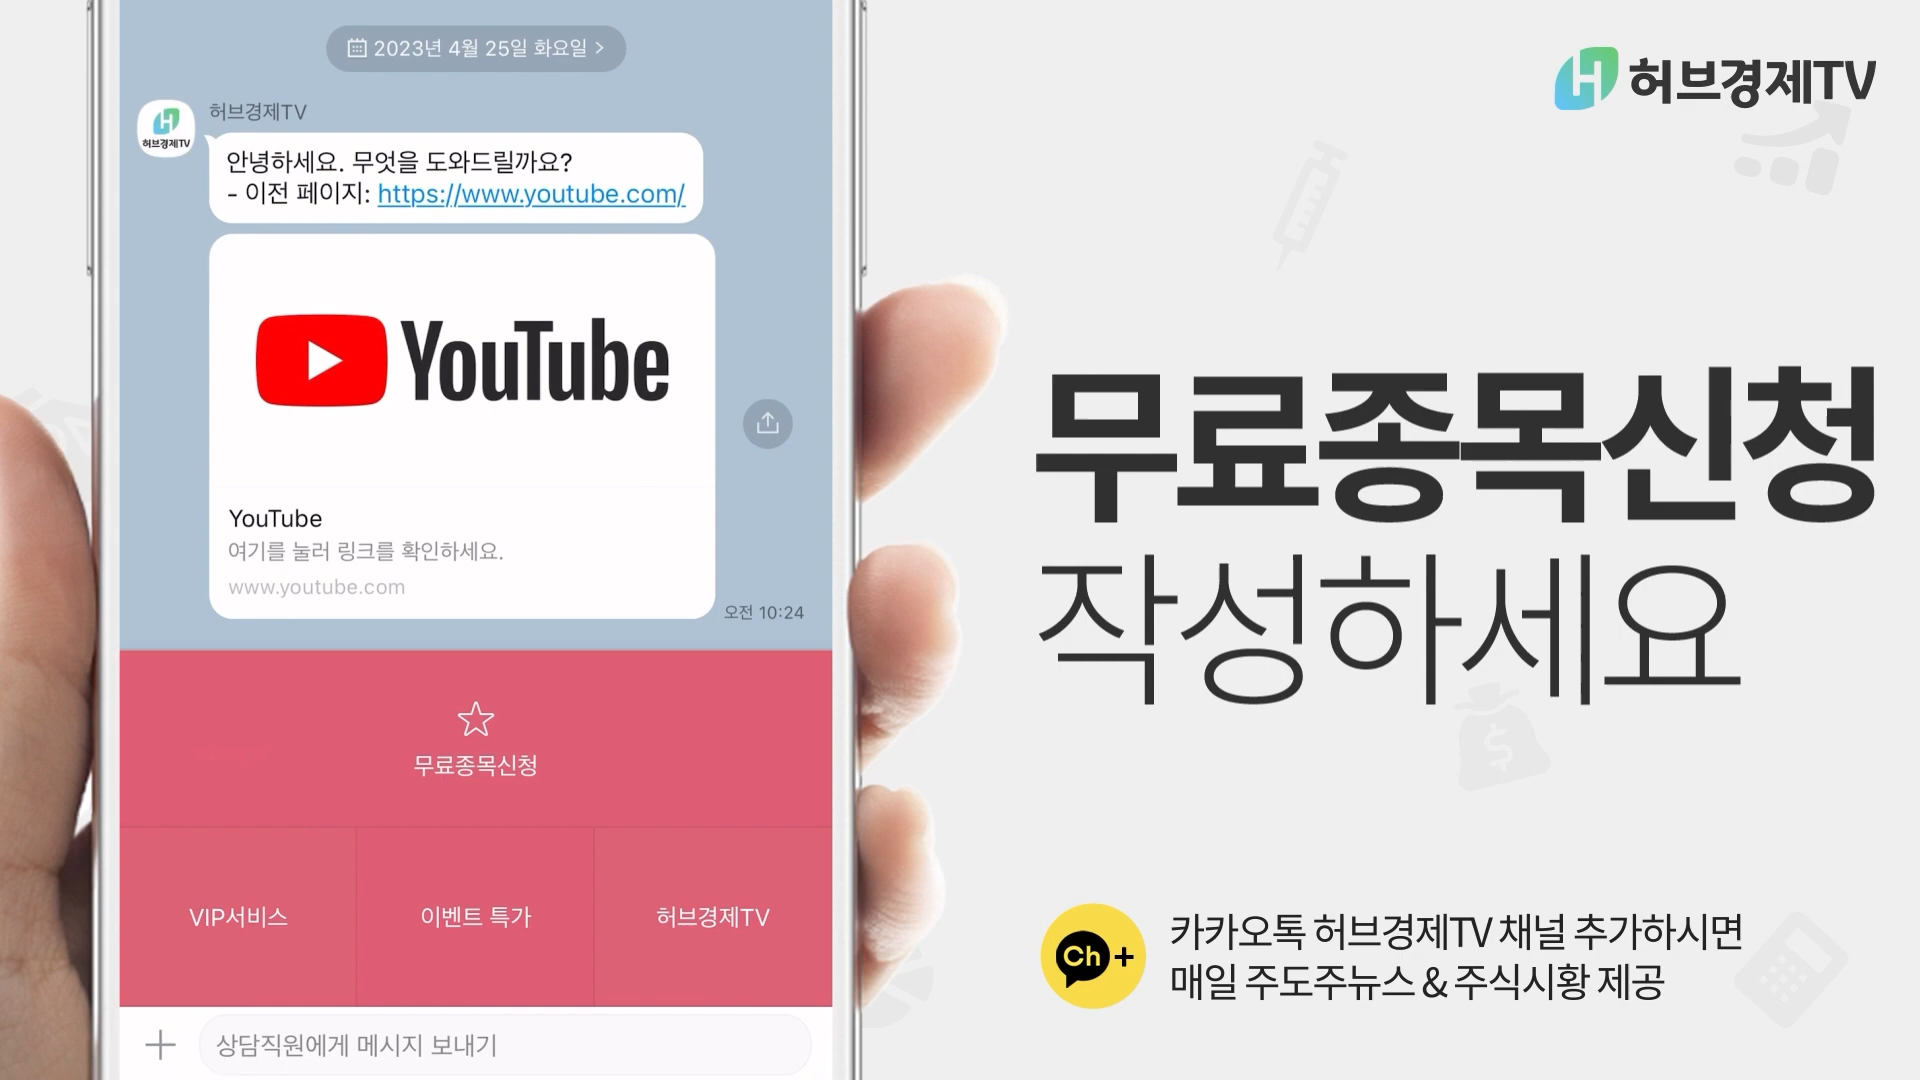 2023년 4월 25일 화요일 >
허브경제TV
허브경제TV
안녕하세요. 무엇을 도와드릴까요?
- 이전 페이지: https://www.youtube.com/
YouTube
YouTube
여기를 눌러 링크를 확인하세요.
www.youtube.com
오전 10:24
무료종목신청
VIP서비스
이벤트 특가
허브경제TV
상담직원에게 메시지 보내기
허브경제TV
무료종목신청
작성하세요
Ch+
카카오톡 허브경제TV 채널 추가하시면
매일 주도주뉴스 & 주식시황 제공